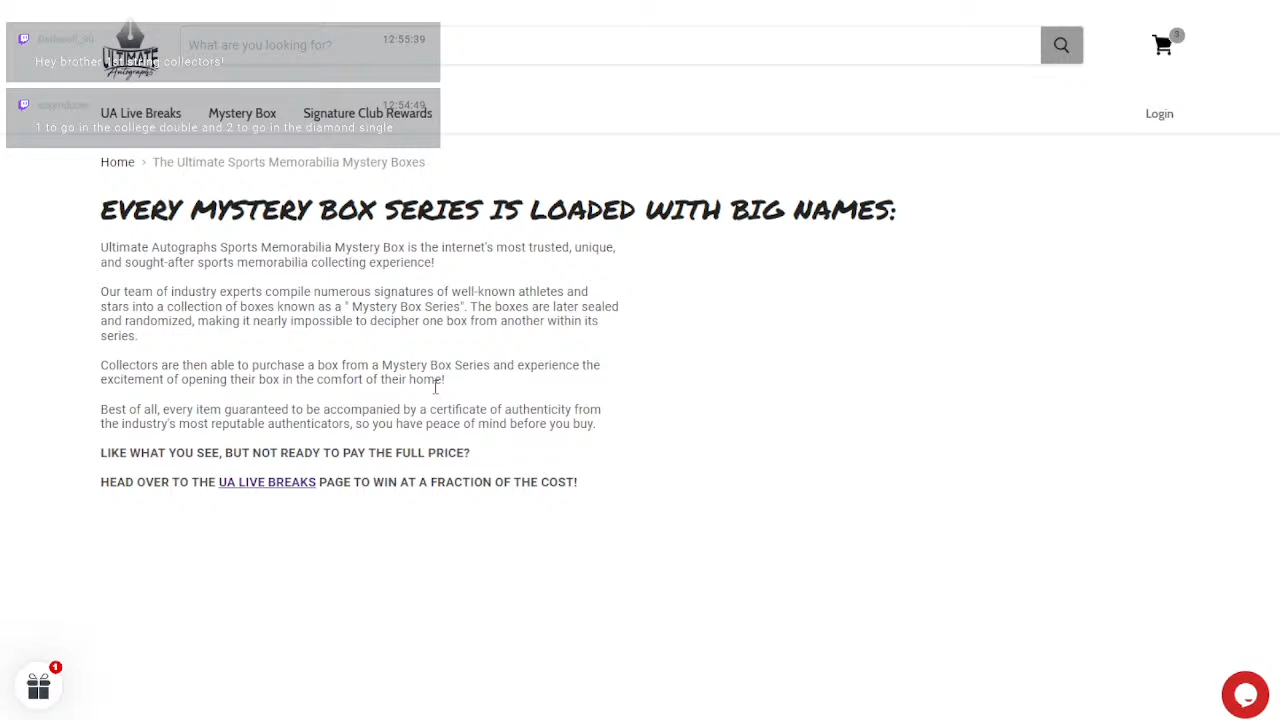 12:55:39
Hey brother 1st string collectors!
ULTIMATE
Autographs
What are you looking for?
3
12:54:49
1 to go in the college double and 2 to go in the diamond single
UA Live Breaks
Mystery Box
Signature Club Rewards
Login
Home › The Ultimate Sports Memorabilia Mystery Boxes
EVERY MYSTERY BOX SERIES IS LOADED WITH BIG NAMES:
Ultimate Autographs Sports Memorabilia Mystery Box is the internet's most trusted, unique,
and sought-after sports memorabilia collecting experience!
Our team of industry experts compile numerous signatures of well-known athletes and
stars into a collection of boxes known as a " Mystery Box Series". The boxes are later sealed
and randomized, making it nearly impossible to decipher one box from another within its
series.
Collectors are then able to purchase a box from a Mystery Box Series and experience the
excitement of opening their box in the comfort of their home!
Best of all, every item guaranteed to be accompanied by a certificate of authenticity from
the industry's most reputable authenticators, so you have peace of mind before you buy.
LIKE WHAT YOU SEE, BUT NOT READY TO PAY THE FULL PRICE?
HEAD OVER TO THE UA LIVE BREAKS PAGE TO WIN AT A FRACTION OF THE COST!
1